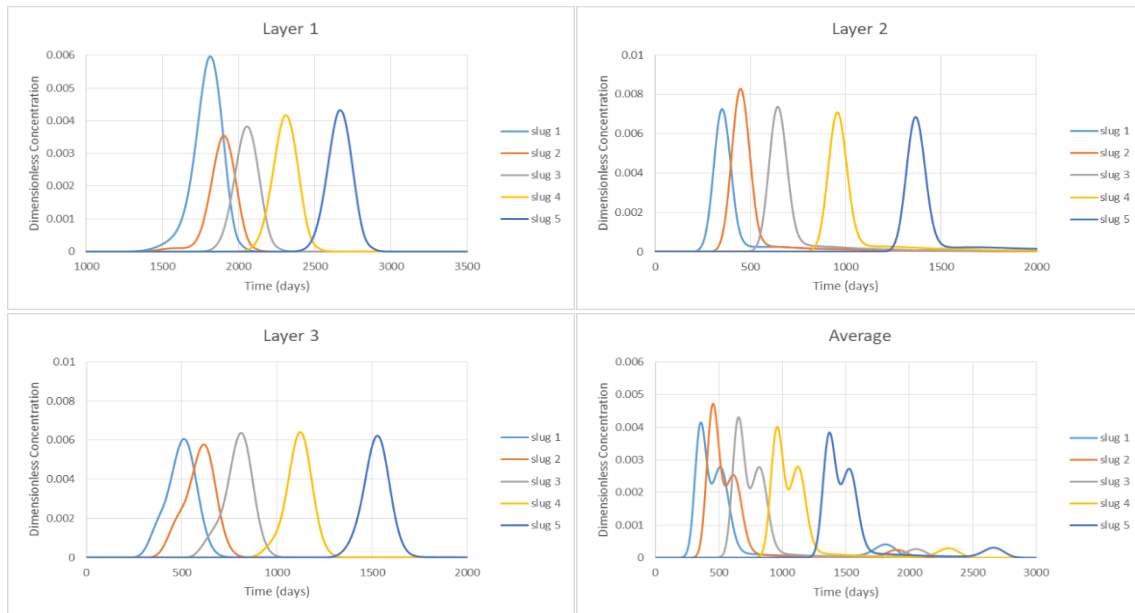 Layer 1
Dimensionless Concentration
0.006
0.005
0.004
0.003
0.002
0.001
0
1000 1500 2000 2500 3000 3500
Time (days)
slug 1
slug 2
slug 3
slug 4
slug 5
Layer 2
Dimensionless Concentration
0.01
0.008
0.006
0.004
0.002
0
0 500 1000 1500 2000
Time (days)
slug 1
slug 2
slug 3
slug 4
slug 5
Layer 3
Dimensionless Concentration
0.01
0.008
0.006
0.004
0.002
0
0 500 1000 1500 2000
Time (days)
slug 1
slug 2
slug 3
slug 4
slug 5
Average
Dimensionless Concentration
0.006
0.005
0.004
0.003
0.002
0.001
0
0 500 1000 1500 2000 2500 3000
Time (days)
slug 1
slug 2
slug 3
slug 4
slug 5